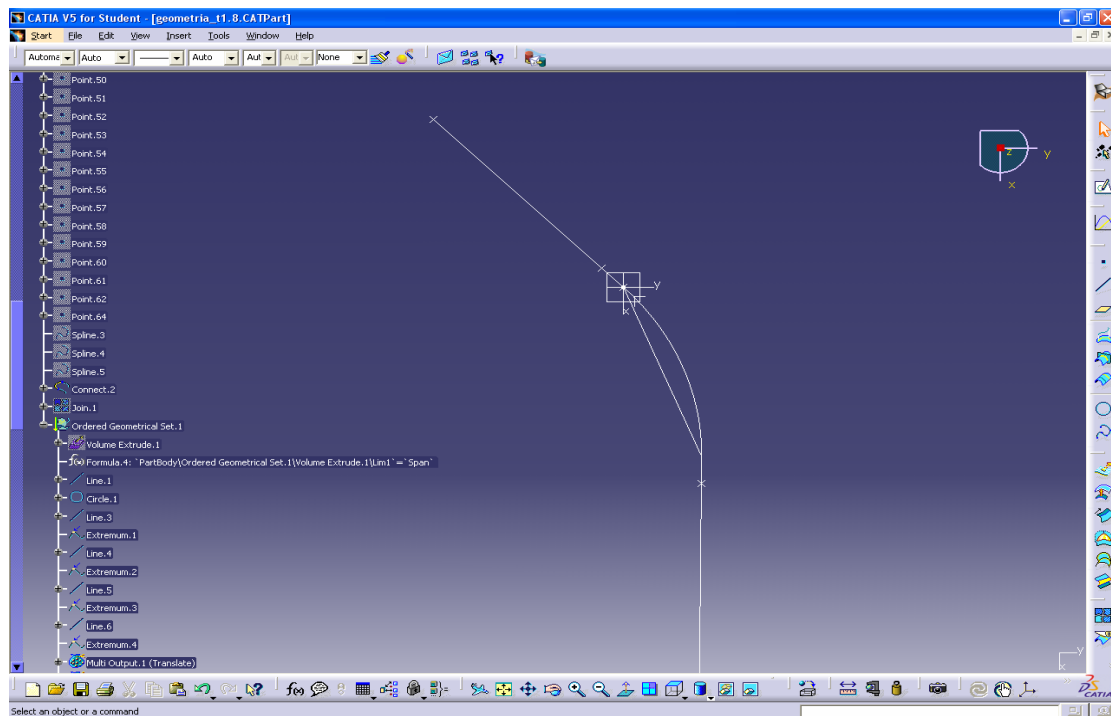 CATIA V5 for Student - [geometria_t1.8.CATPart]
Start File Edit View Insert Tools Window Help
Automa Auto Auto Aut Aut None
Point.50
Point.51
Point.52
Point.53
Point.54
Point.55
Point.56
Point.57
Point.58
Point.59
Point.60
Point.61
Point.62
Point.64
Spline.3
Spline.4
Spline.5
Connect.2
Join.1
Ordered Geometrical Set.1
Volume Extrude.1
f(x) Formula.4: `PartBody\Ordered Geometrical Set.1\Volume Extrude.1\Lim1`=`Span`
Line.1
Circle.1
Line.3
Extremum.1
Line.4
Extremum.2
Line.5
Extremum.3
Line.6
Extremum.4
Multi Output.1 (Translate)
z y
x
y
x
y
x
f(x)
CATIA
Select an object or a command